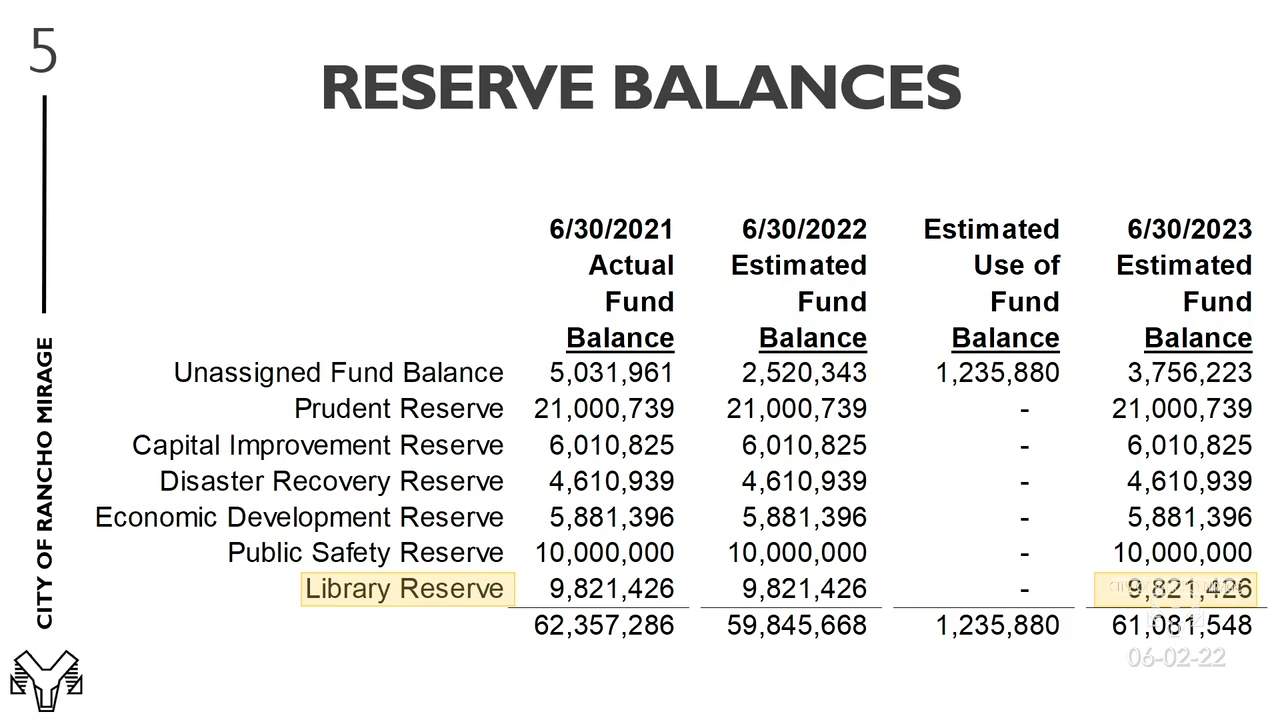 5
RESERVE BALANCES
CITY OF RANCHO MIRAGE
6/30/2021 6/30/2022 Estimated 6/30/2023
Actual Estimated Use of Estimated
Fund Fund Fund Fund
Balance Balance Balance Balance
Unassigned Fund Balance 5,031,961 2,520,343 1,235,880 3,756,223
Prudent Reserve 21,000,739 21,000,739 - 21,000,739
Capital Improvement Reserve 6,010,825 6,010,825 - 6,010,825
Disaster Recovery Reserve 4,610,939 4,610,939 - 4,610,939
Economic Development Reserve 5,881,396 5,881,396 - 5,881,396
Public Safety Reserve 10,000,000 10,000,000 - 10,000,000
Library Reserve 9,821,426 9,821,426 - 9,821,426
62,357,286 59,845,668 1,235,880 61,081,548
06-02-22